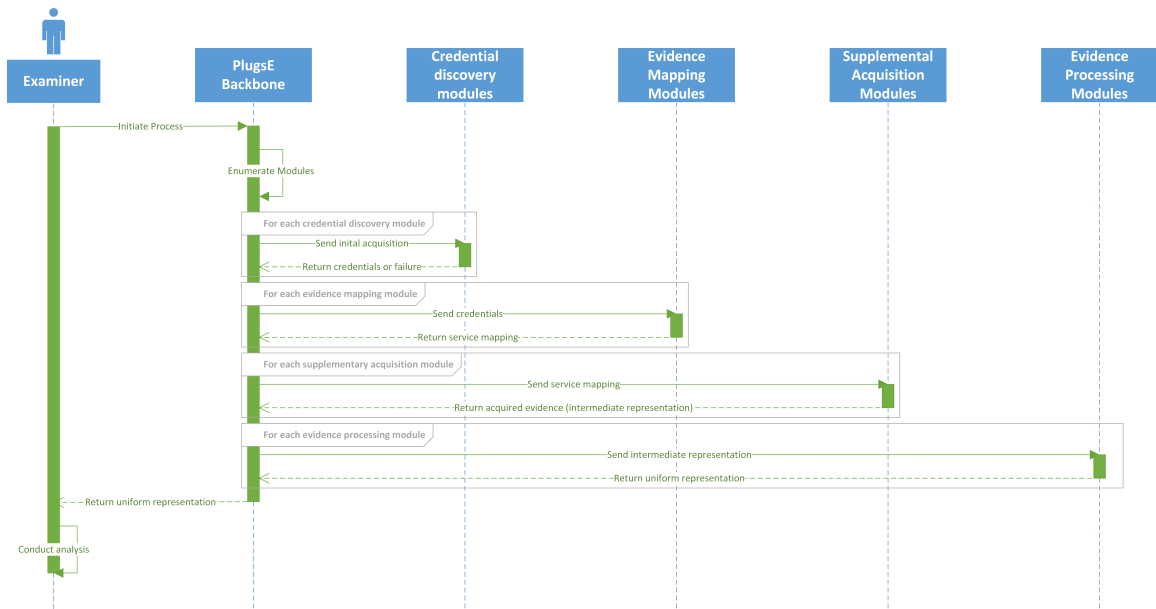 Examiner
PlugsE
Backbone
Credential
discovery
modules
Evidence
Mapping
Modules
Supplemental
Acquisition
Modules
Evidence
Processing
Modules
Initiate Process
Enumerate Modules
For each credential discovery module
Send inital acquisition
Return credentials or failure
For each evidence mapping module
Send credentials
Return service mapping
For each supplementary acquisition module
Send service mapping
Return acquired evidence (intermediate representation)
For each evidence processing module
Send intermediate representation
Return uniform representation
Return uniform representation
Conduct analysis